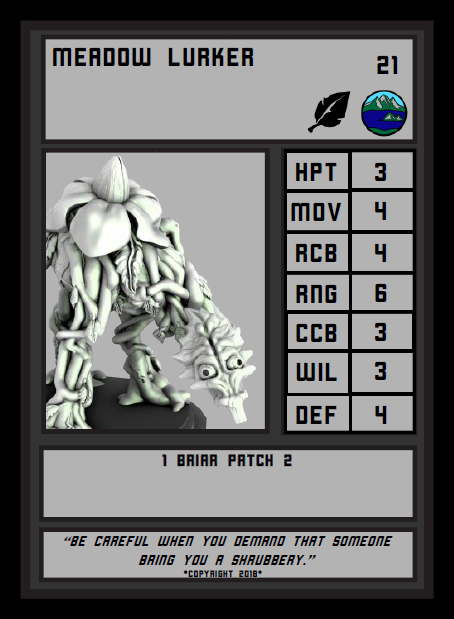 MEADOW LURKER
21
HPT 3
MOV 4
RCB 4
RNG 6
CCB 3
WIL 3
DEF 4
1 BRIAR PATCH 2
"BE CAREFUL WHEN YOU DEMAND THAT SOMEONE
BRING YOU A SHRUBBERY."
*COPYRIGHT 2018*